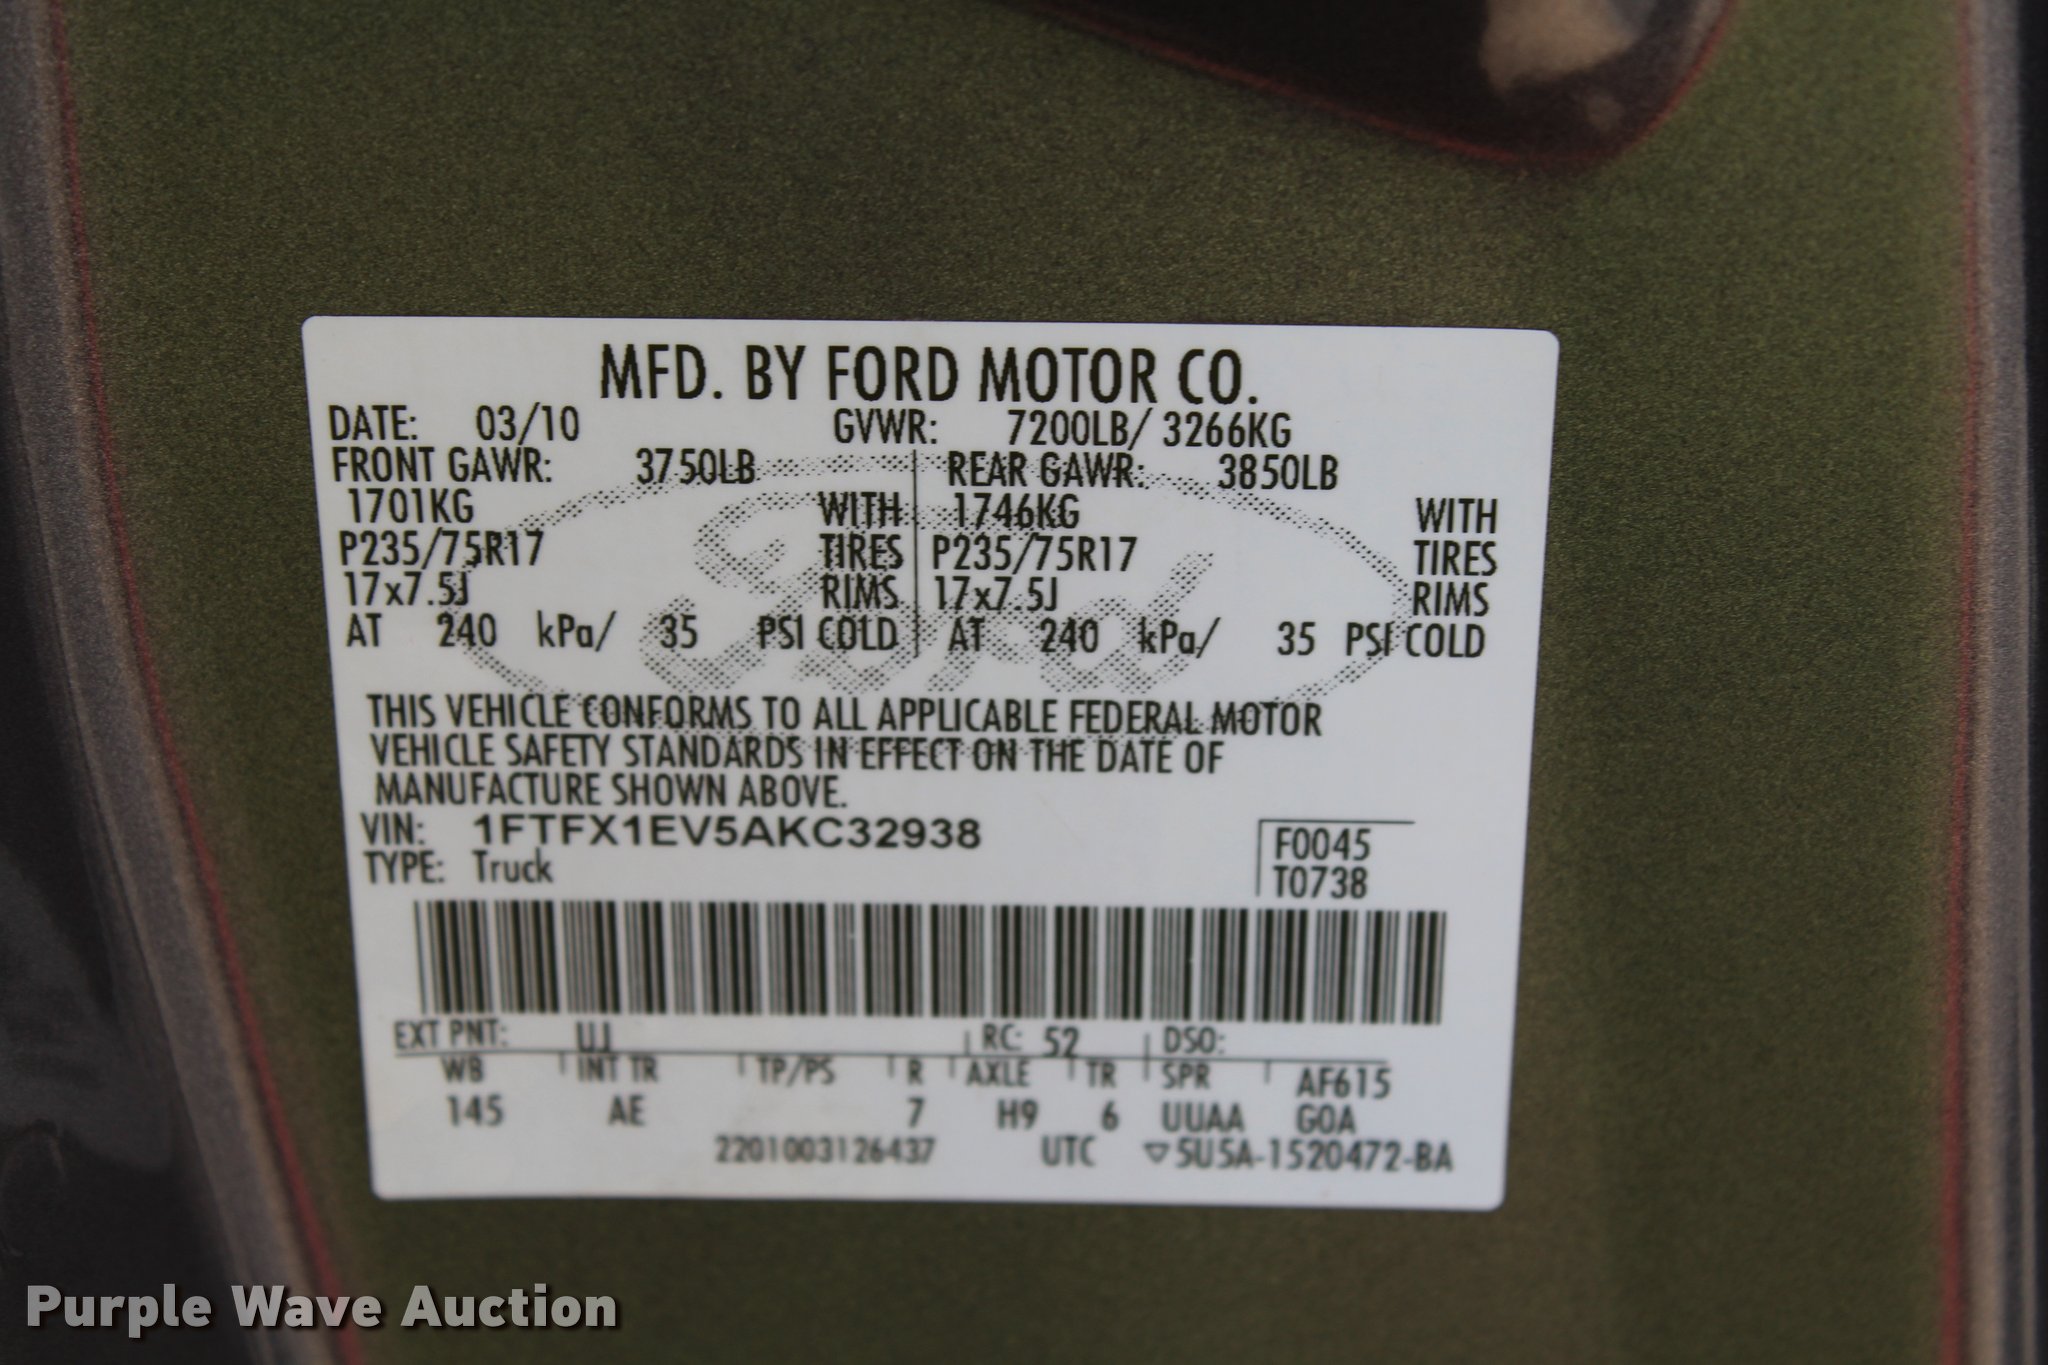 MFD. BY FORD MOTOR CO.
DATE: 03/10 GVWR: 7200LB/ 3266KG
FRONT GAWR: 3750LB REAR GAWR: 3850LB
1701KG WITH 1746KG WITH
P235/75R17 TIRES P235/75R17 TIRES
17x7.5J RIMS 17x7.5J RIMS
AT 240 kPa/ 35 PSI COLD AT 240 kPa/ 35 PSI COLD
Ford
THIS VEHICLE CONFORMS TO ALL APPLICABLE FEDERAL MOTOR
VEHICLE SAFETY STANDARDS IN EFFECT ON THE DATE OF
MANUFACTURE SHOWN ABOVE.
VIN: 1FTFX1EV5AKC32938 F0045
TYPE: Truck T0738
EXT PNT: UJ RC: 52 DSO:
WB INT TR TP/PS R AXLE TR SPR AF615
145 AE 7 H9 6 UUAA GOA
2201003126437 UTC ▽5U5A-1520472-BA
Purple Wave Auction